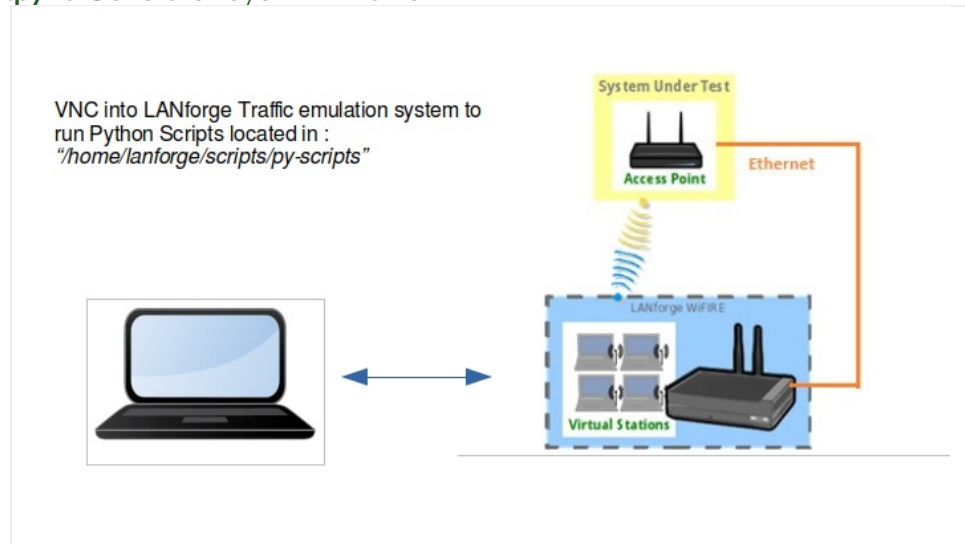 VNC into LANforge Traffic emulation system to
run Python Scripts located in :
“/home/lanforge/scripts/py-scripts”
System Under Test
Access Point
Ethernet
LANforge WiFIRE
Virtual Stations